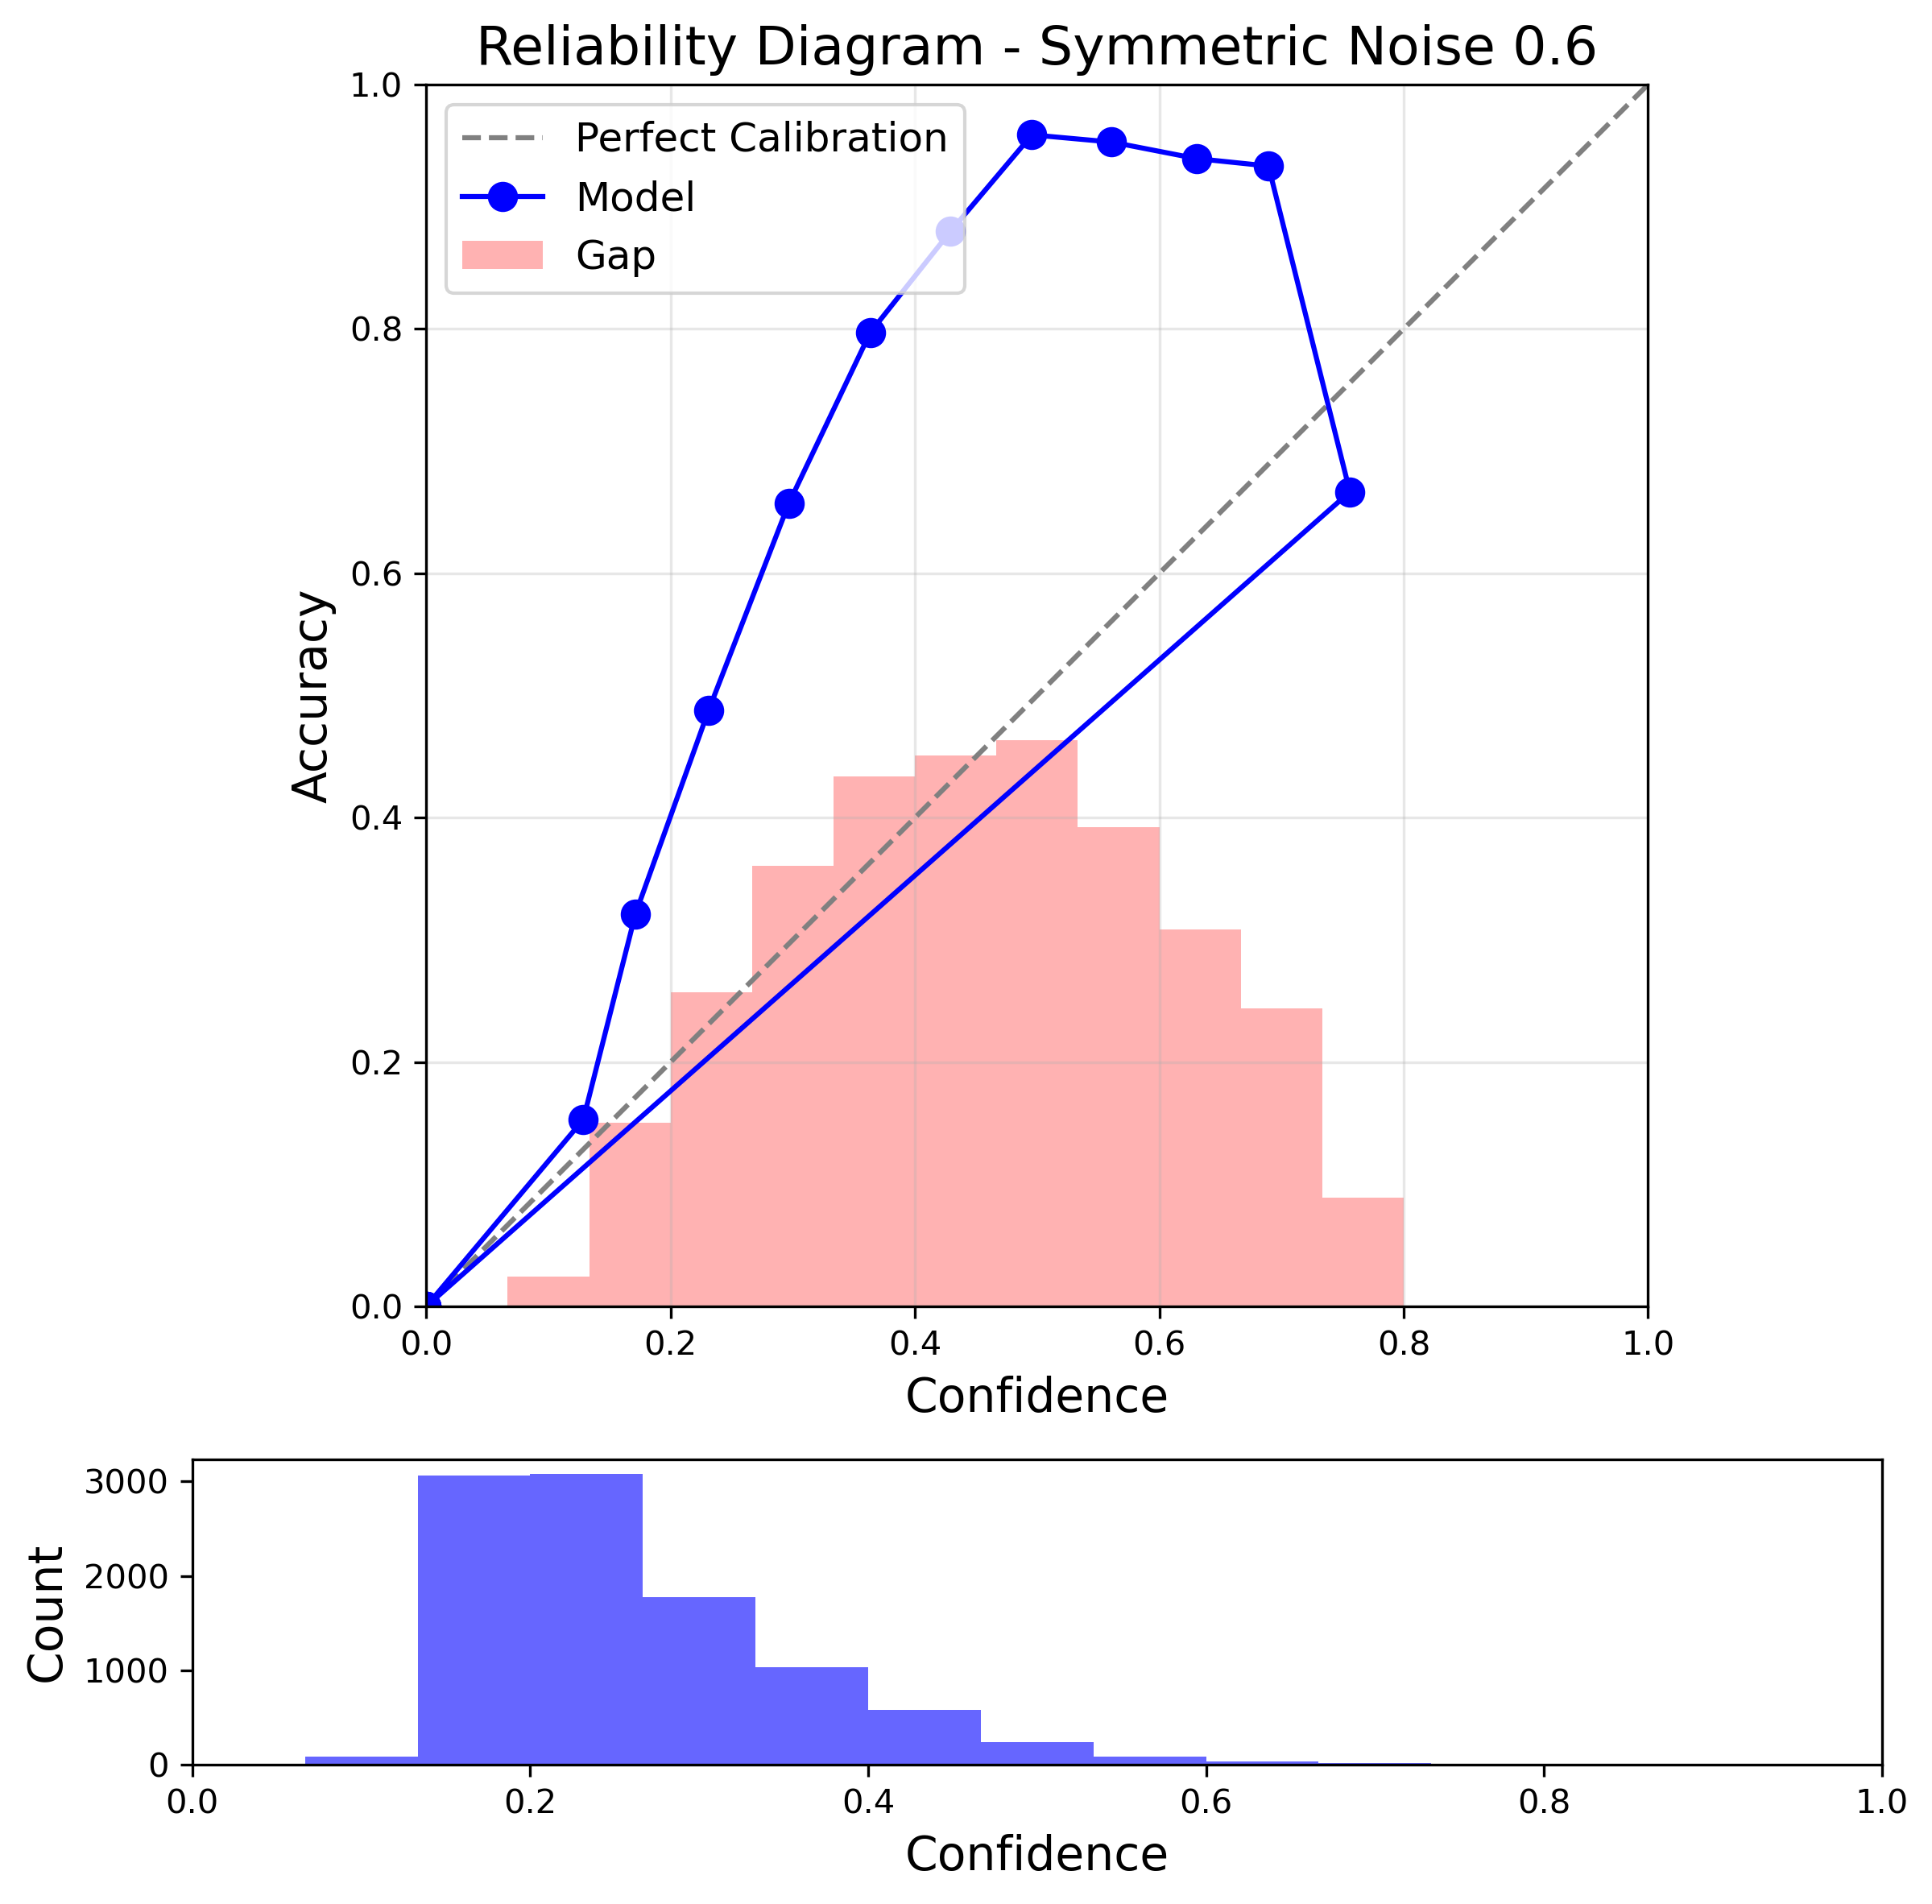 Reliability Diagram - Symmetric Noise 0.6
Perfect Calibration
Model
Gap
1.0
0.8
0.6
0.4
0.2
0.0
Accuracy
0.0 0.2 0.4 0.6 0.8 1.0
Confidence
3000
2000
1000
0
Count
0.0 0.2 0.4 0.6 0.8 1.0
Confidence